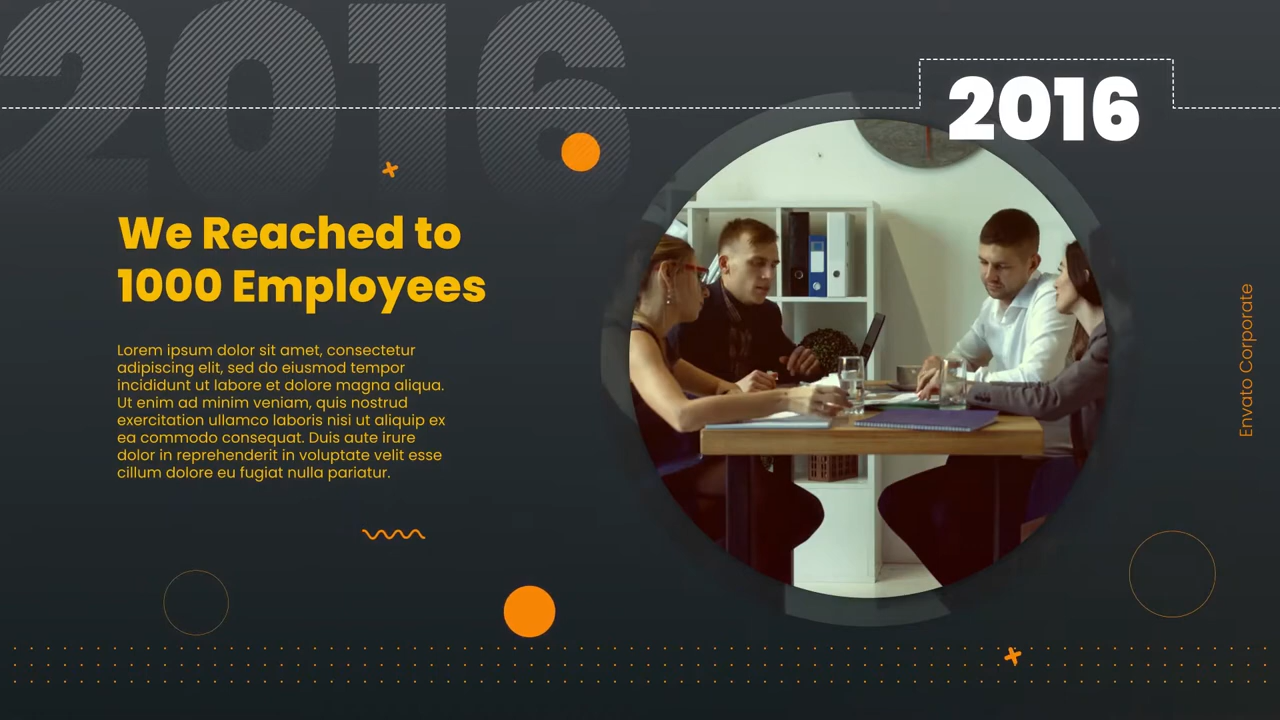 2016
2016
We Reached to
1000 Employees
Lorem ipsum dolor sit amet, consectetur
adipiscing elit, sed do eiusmod tempor
incididunt ut labore et dolore magna aliqua.
Ut enim ad minim veniam, quis nostrud
exercitation ullamco laboris nisi ut aliquip ex
ea commodo consequat. Duis aute irure
dolor in reprehenderit in voluptate velit esse
cillum dolore eu fugiat nulla pariatur.
Envato Corporate